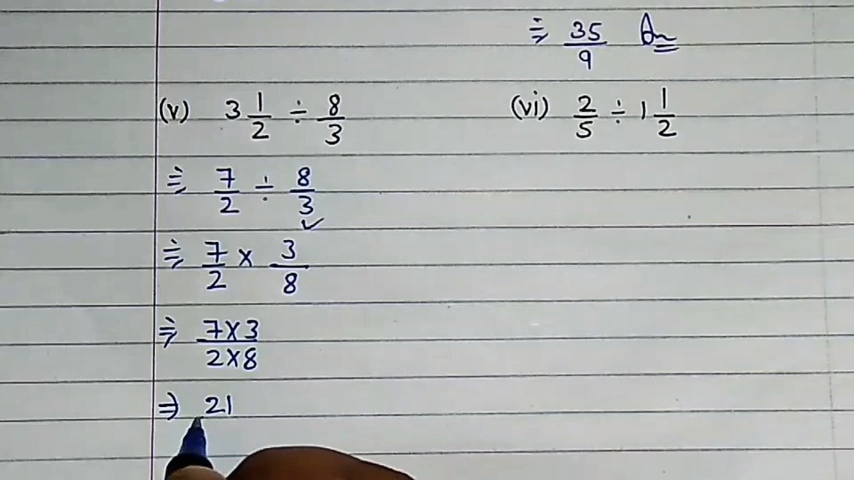 ⇒ 35/9 Ans
(v) 3 1/2 ÷ 8/3
(vi) 2/5 ÷ 1 1/2
⇒ 7/2 ÷ 8/3
⇒ 7/2 × 3/8
⇒ 7×3/2×8
⇒ 21